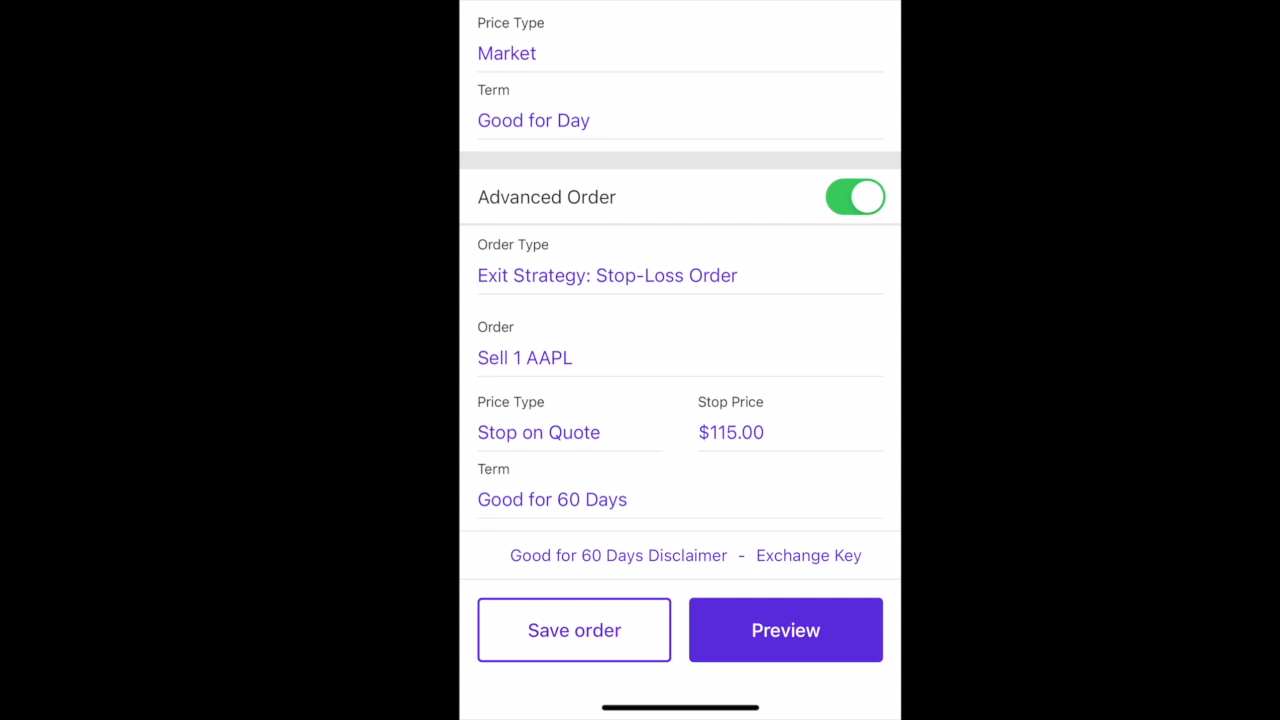 Price Type
Market
Term
Good for Day
Advanced Order
Order Type
Exit Strategy: Stop-Loss Order
Order
Sell 1 AAPL
Price Type Stop Price
Stop on Quote $115.00
Term
Good for 60 Days
Good for 60 Days Disclaimer - Exchange Key
Save order Preview